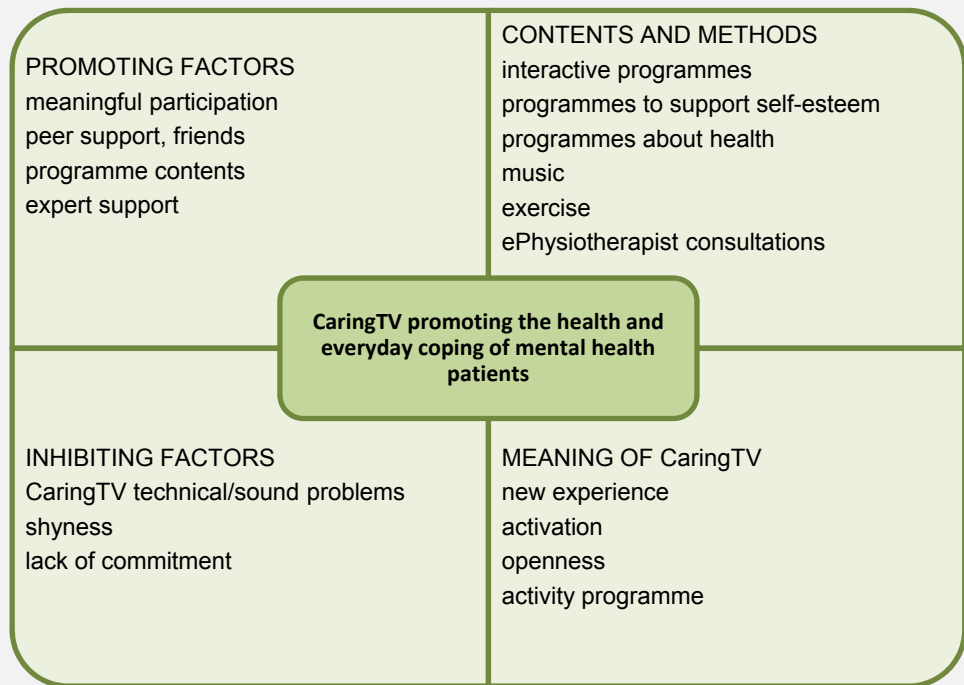 PROMOTING FACTORS
meaningful participation
peer support, friends
programme contents
expert support
CONTENTS AND METHODS
interactive programmes
programmes to support self-esteem
programmes about health
music
exercise
ePhysiotherapist consultations
CaringTV promoting the health and
everyday coping of mental health
patients
INHIBITING FACTORS
CaringTV technical/sound problems
shyness
lack of commitment
MEANING OF CaringTV
new experience
activation
openness
activity programme